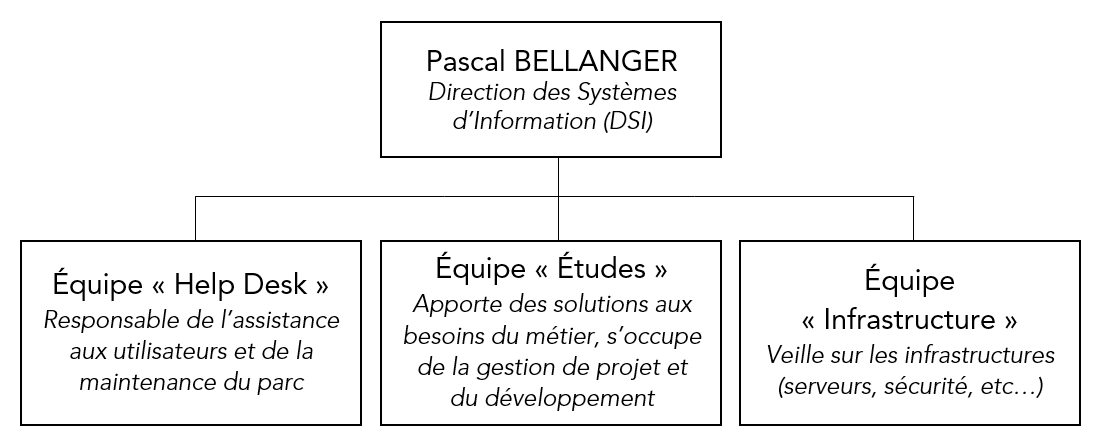 Pascal BELLANGER
Direction des Systèmes
d’Information (DSI)
Équipe « Help Desk »
Responsable de l’assistance
aux utilisateurs et de la
maintenance du parc
Équipe « Études »
Apporte des solutions aux
besoins du métier, s’occupe
de la gestion de projet et
du développement
Équipe
« Infrastructure »
Veille sur les infrastructures
(serveurs, sécurité, etc…)